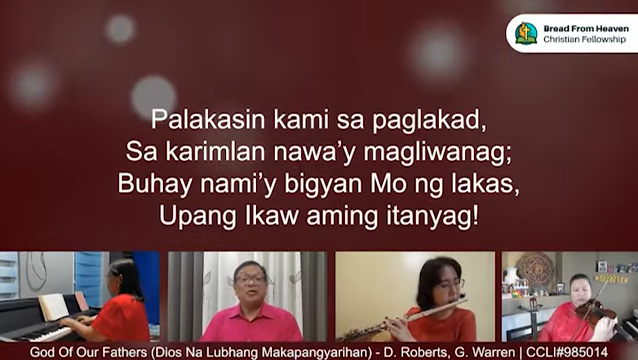 Bread From Heaven
Christian Fellowship
Palakasin kami sa paglakad,
Sa karimlan nawa'y magliwanag;
Buhay nami'y bigyan Mo ng lakas,
Upang Ikaw aming itanyag!
God Of Our Fathers (Dios Na Lubhang Makapangyarihan) - D. Roberts, G. Warren | CCLI#985014